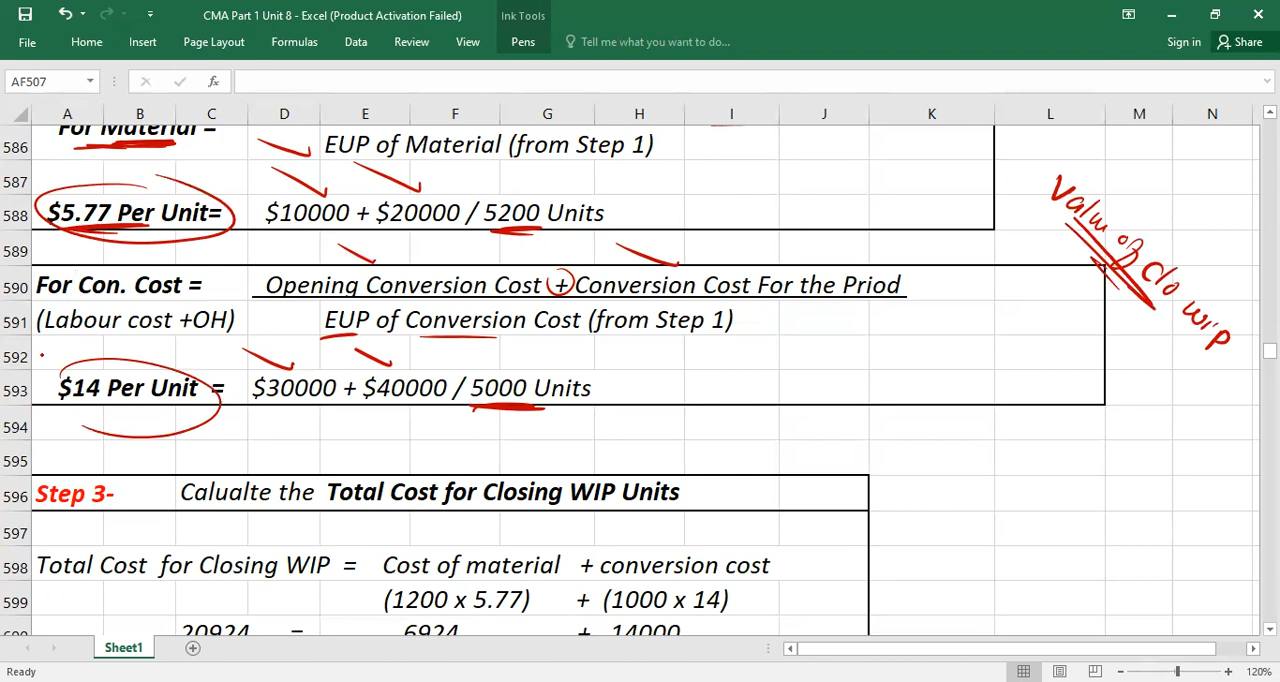 CMA Part 1 Unit 8 - Excel (Product Activation Failed)
Ink Tools
File Home Insert Page Layout Formulas Data Review View Pens Tell me what you want to do... Sign in Share
AF507 fx
A B C D E F G H I J K L M N
For Material =
586 EUP of Material (from Step 1)
587
588 $5.77 Per Unit= $10000 + $20000 / 5200 Units
589
590 For Con. Cost = Opening Conversion Cost + Conversion Cost For the Priod
591 (Labour cost +OH) EUP of Conversion Cost (from Step 1)
592
593 $14 Per Unit = $30000 + $40000 / 5000 Units
594
595
596 Step 3- Calualte the Total Cost for Closing WIP Units
597
598 Total Cost for Closing WIP = Cost of material + conversion cost
599 (1200 x 5.77) + (1000 x 14)
600 20924 = 6924 + 14000
of C/o WIP
Sheet1
Ready 120%